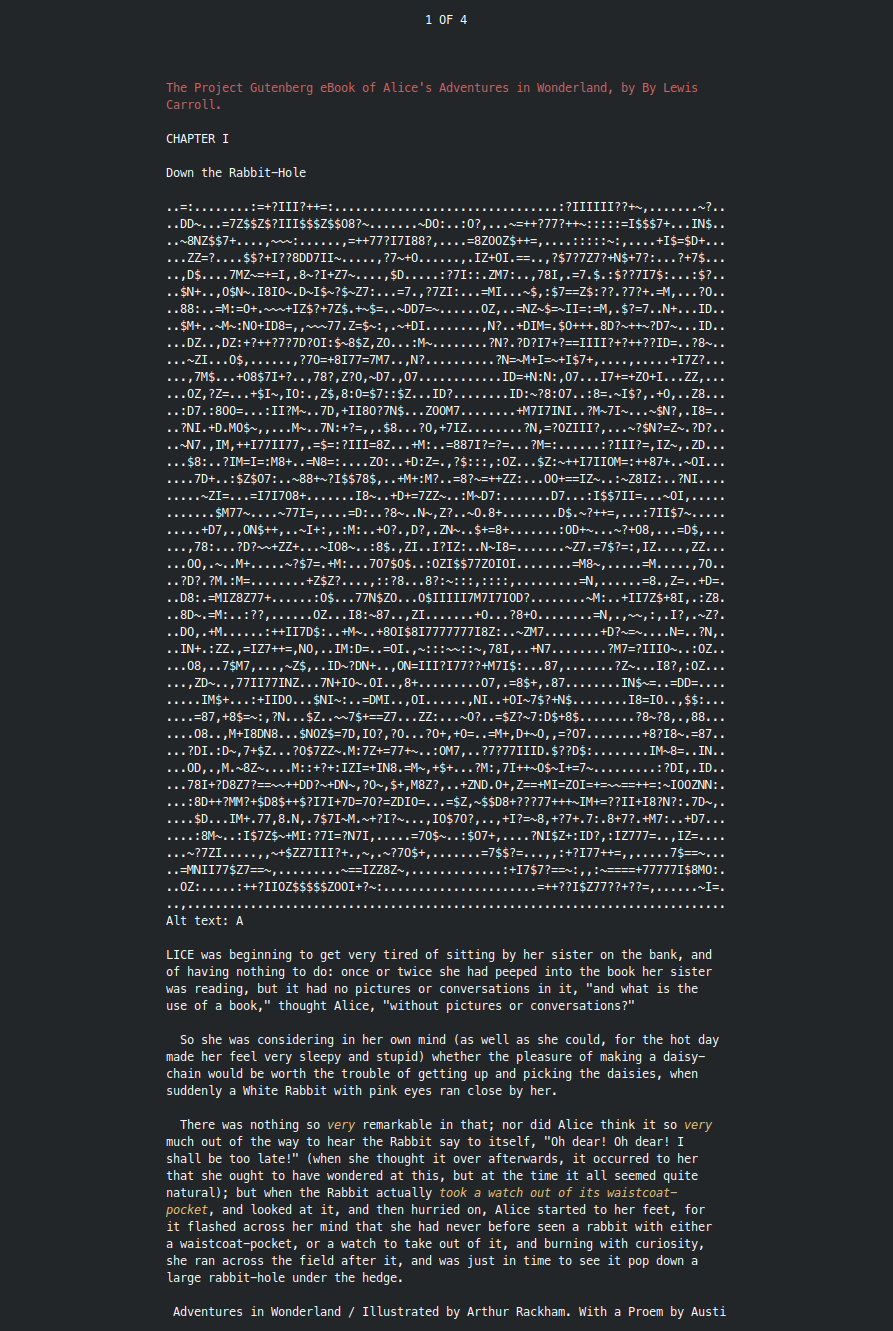 1 OF 4
The Project Gutenberg eBook of Alice's Adventures in Wonderland, by By Lewis
Carroll.
CHAPTER I
Down the Rabbit-Hole
Alt text: A
LICE was beginning to get very tired of sitting by her sister on the bank, and
of having nothing to do: once or twice she had peeped into the book her sister
was reading, but it had no pictures or conversations in it, "and what is the
use of a book," thought Alice, "without pictures or conversations?"
So she was considering in her own mind (as well as she could, for the hot day
made her feel very sleepy and stupid) whether the pleasure of making a daisy-
chain would be worth the trouble of getting up and picking the daisies, when
suddenly a White Rabbit with pink eyes ran close by her.
There was nothing so very remarkable in that; nor did Alice think it so very
much out of the way to hear the Rabbit say to itself, "Oh dear! Oh dear! I
shall be too late!" (when she thought it over afterwards, it occurred to her
that she ought to have wondered at this, but at the time it all seemed quite
natural); but when the Rabbit actually took a watch out of its waistcoat-
pocket, and looked at it, and then hurried on, Alice started to her feet, for
it flashed across her mind that she had never before seen a rabbit with either
a waistcoat-pocket, or a watch to take out of it, and burning with curiosity,
she ran across the field after it, and was just in time to see it pop down a
large rabbit-hole under the hedge.
Adventures in Wonderland / Illustrated by Arthur Rackham. With a Proem by Austi